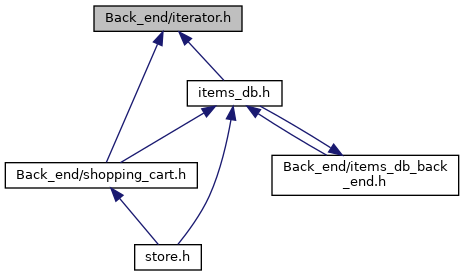 Back_end/iterator.h
items_db.h
Back_end/shopping_cart.h
Back_end/items_db_back
_end.h
store.h